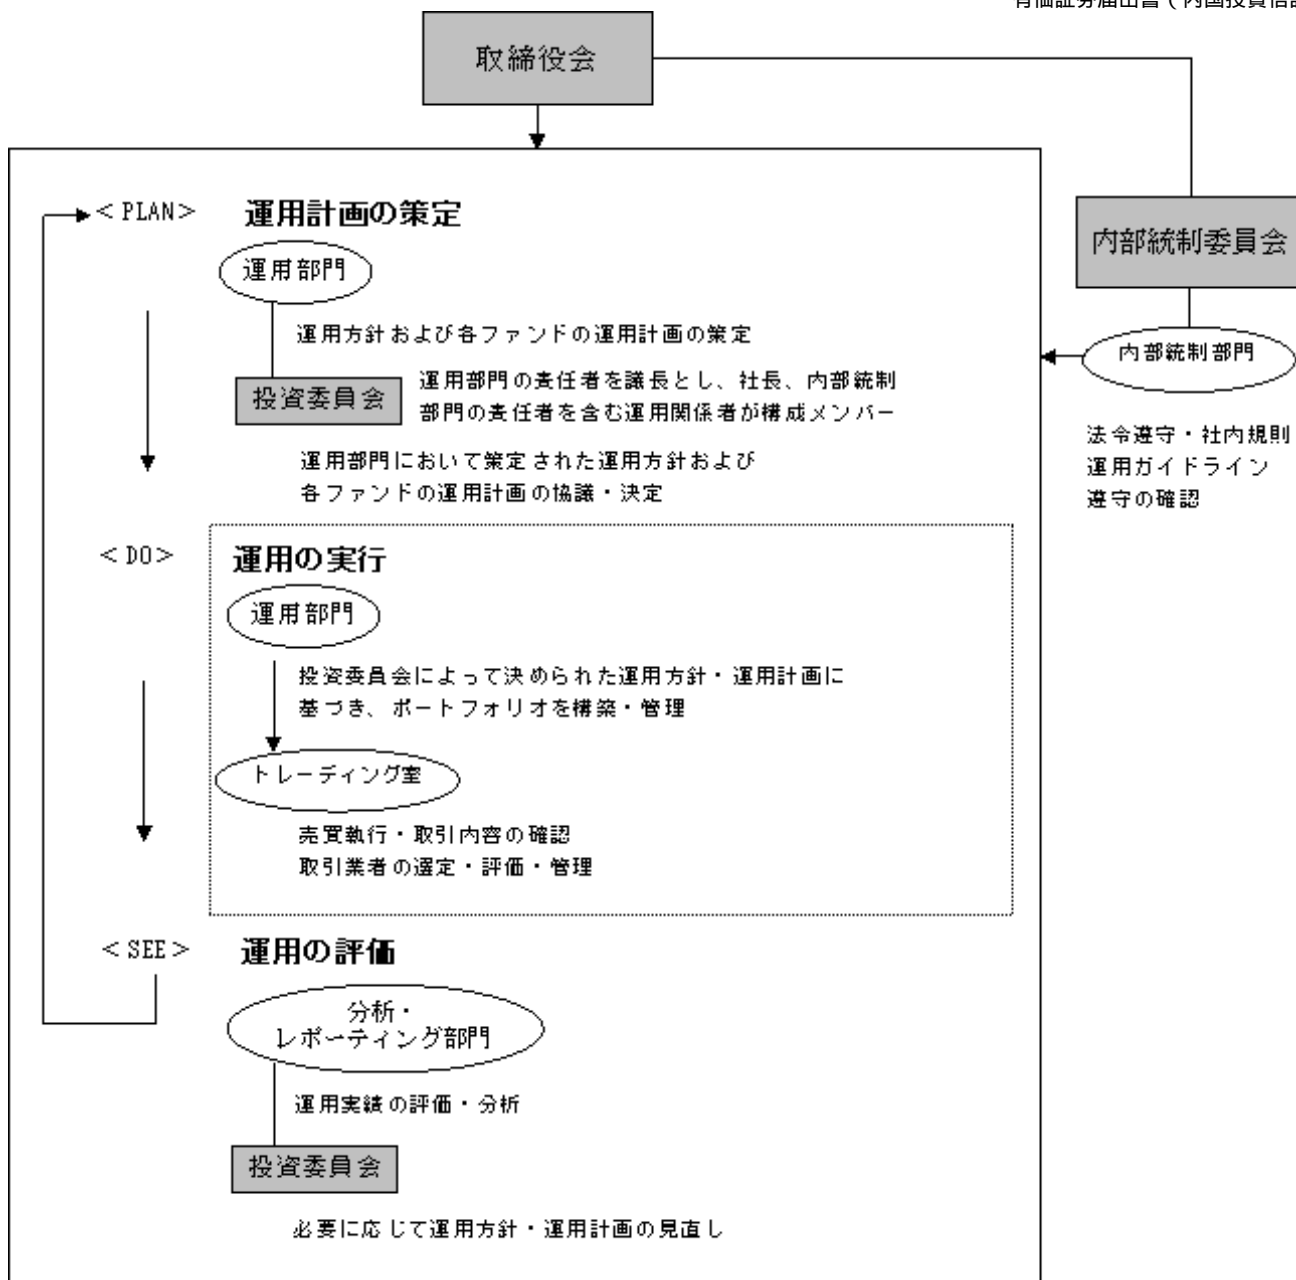 有価証券届出書（内国投資信
取締役会
<PLAN>
運用計画の策定
運用部門
運用方針および各ファンドの運用計画の策定
投資委員会
運用部門の責任者を議長とし、社長、内部統制
部門の責任者を含む運用関係者が構成メンバー
運用部門において策定された運用方針および
各ファンドの運用計画の協議・決定
内部統制委員会
内部統制部門
法令遵守・社内規則
運用ガイドライン
遵守の確認
<DO>
運用の実行
運用部門
投資委員会によって決められた運用方針・運用計画に
基づき、ポートフォリオを構築・管理
トレーディング室
売買執行・取引内容の確認
取引業者の選定・評価・管理
<SEE>
運用の評価
分析・
レポーティング部門
運用実績の評価・分析
投資委員会
必要に応じて運用方針・運用計画の見直し